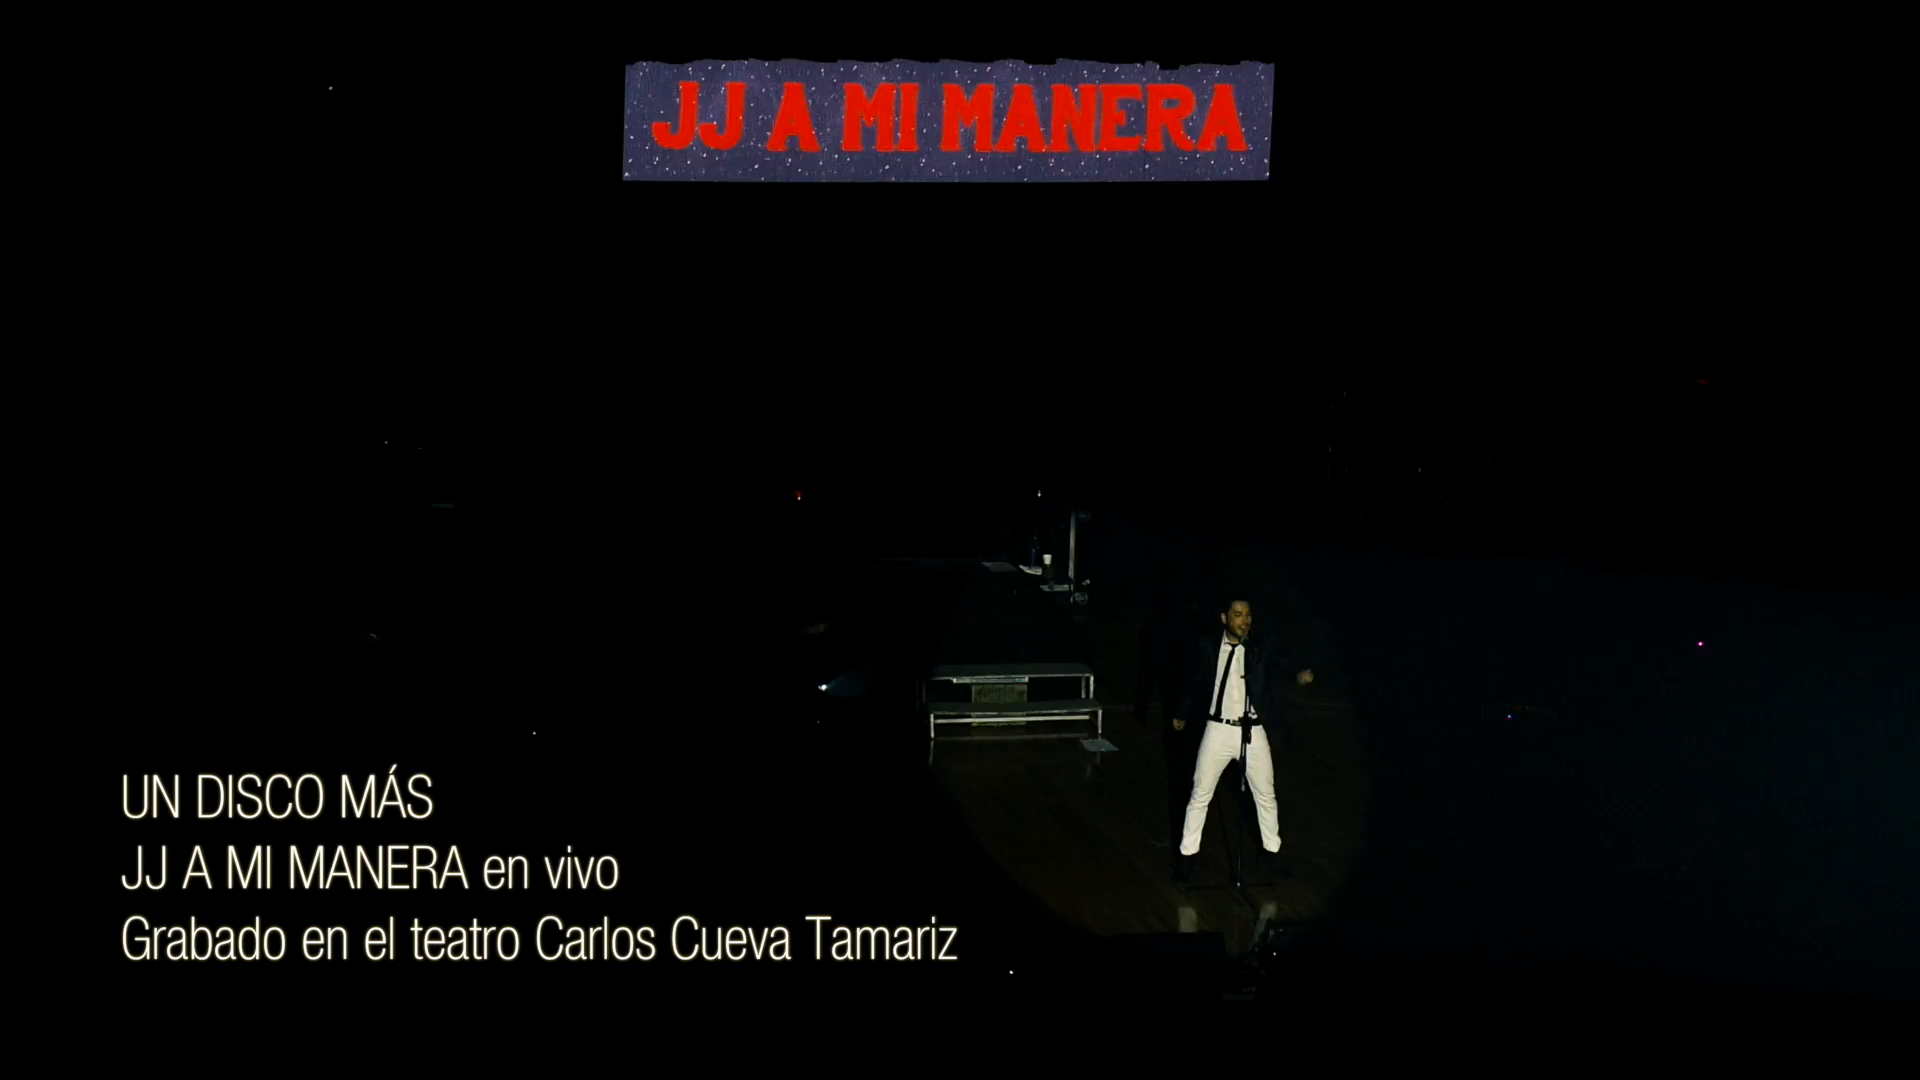 JJ A MI MANERA
UN DISCO MÁS
JJ A MI MANERA en vivo
Grabado en el teatro Carlos Cueva Tamariz